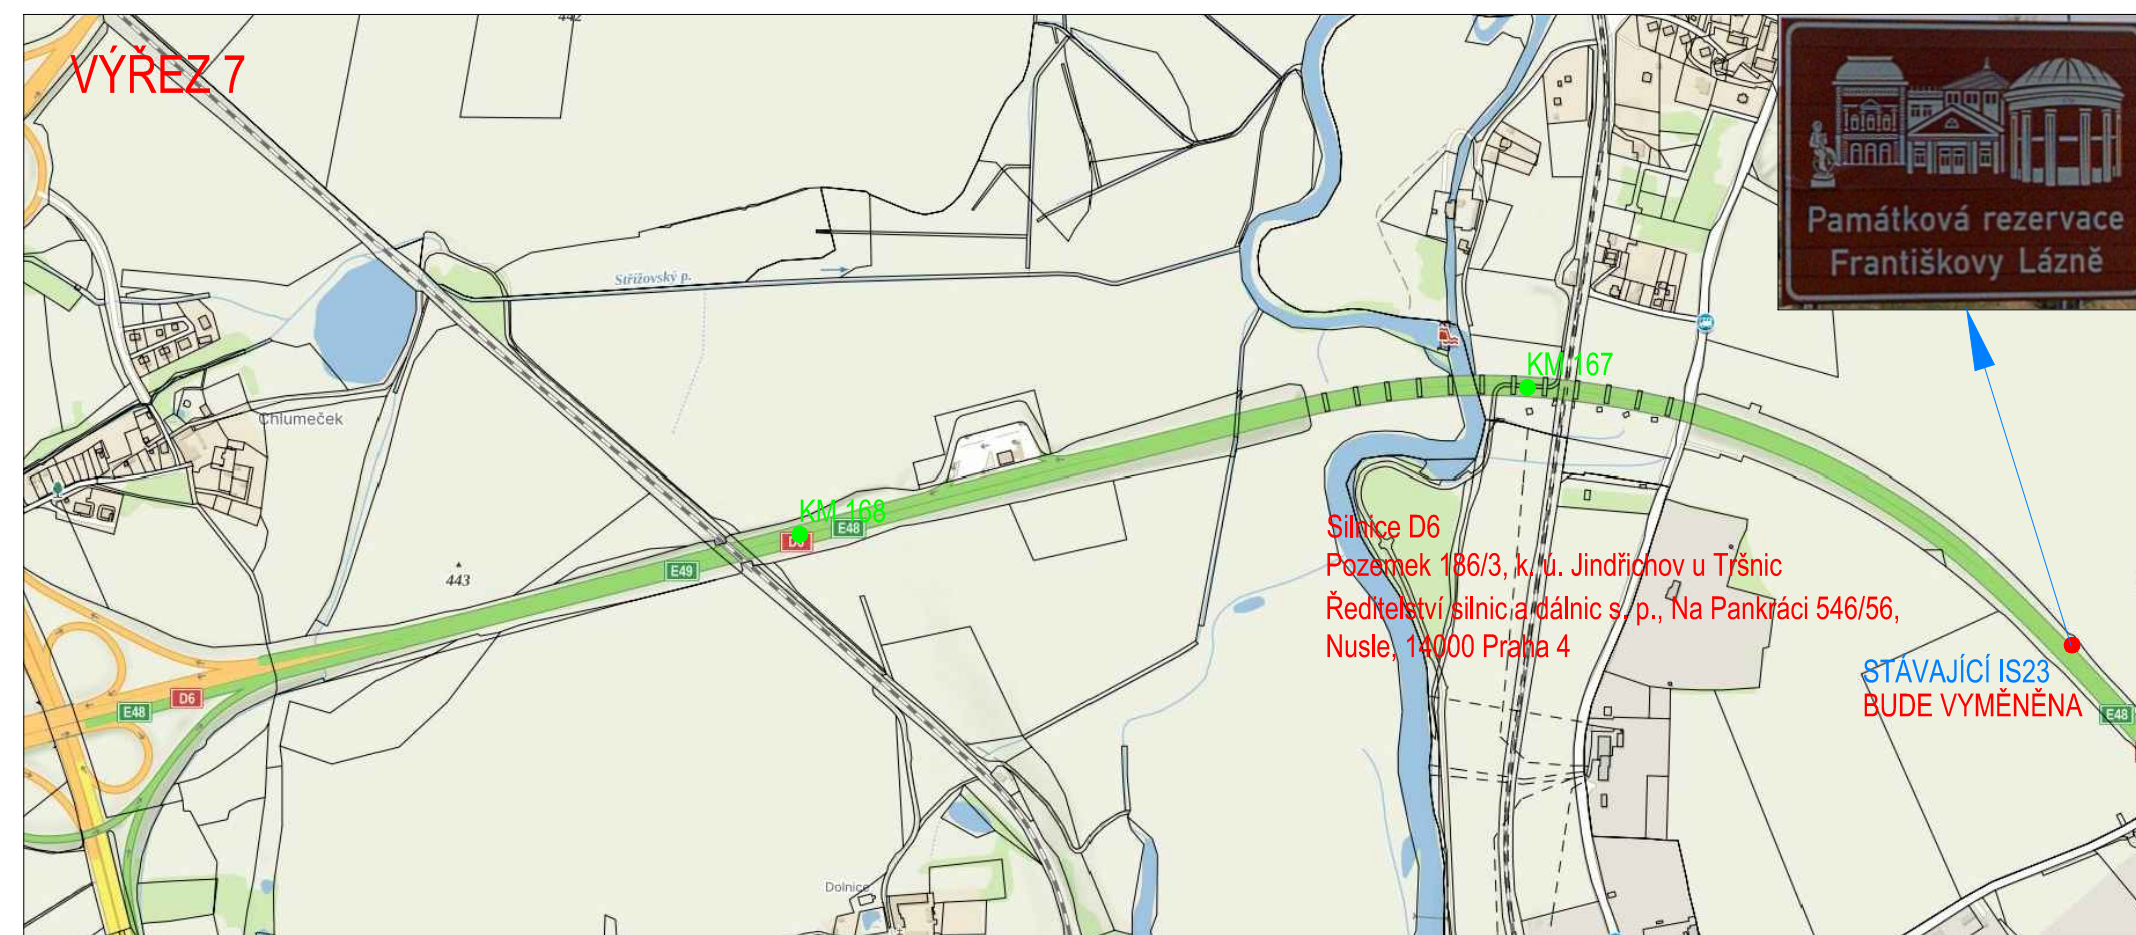 442
VÝŘEZ 7
Památková rezervace
Františkovy Lázně
Střížovský p.
KM 167
Chlumeček
KM 168
E48
D6
E49
443
Silnice D6
Pozemek 186/3, k. ú. Jindřichov u Tršnic
Ředitelství silnic a dálnic s. p., Na Pankráci 546/56,
Nusle, 14000 Praha 4
STÁVAJÍCÍ IS23
BUDE VYMĚNĚNA
E48
D6
E48
Dolnice